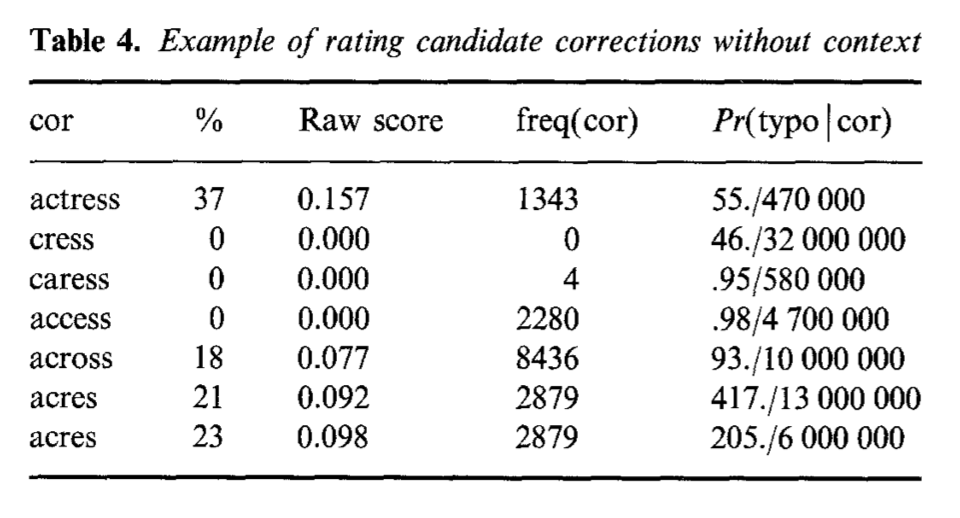 Table 4. Example of rating candidate corrections without context
cor % Raw score freq(cor) Pr(typo|cor)
actress 37 0.157 1343 55./470 000
cress 0 0.000 0 46./32 000 000
caress 0 0.000 4 .95/580 000
access 0 0.000 2280 .98/4 700 000
across 18 0.077 8436 93./10 000 000
acres 21 0.092 2879 417./13 000 000
acres 23 0.098 2879 205./6 000 000